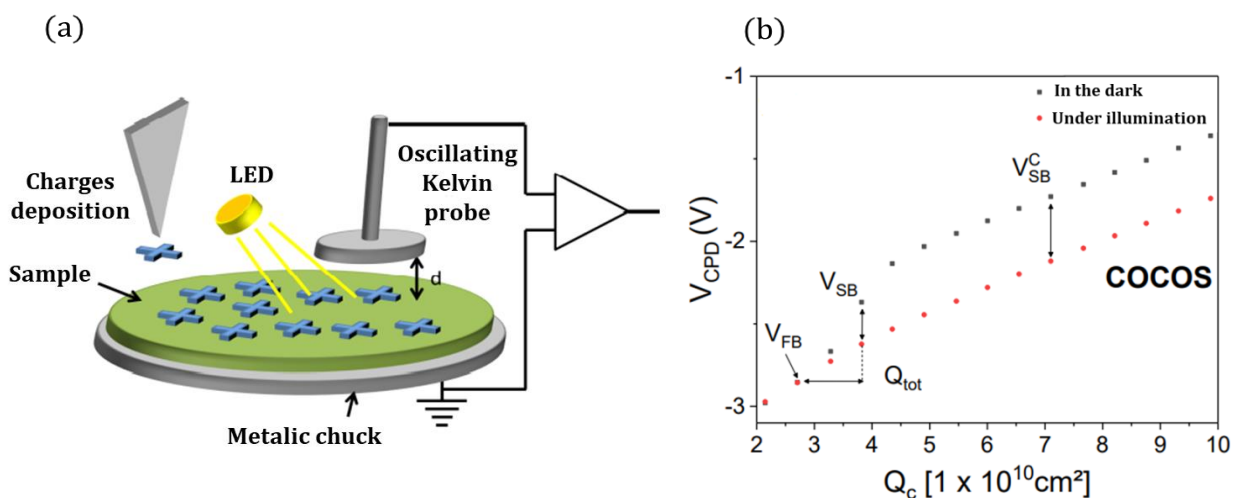 (a)
Charges
deposition
LED
Oscillating
Kelvin
probe
Sample
d
Metalic chuck
(b)
In the dark
Under illumination
V_CPD (V)
-1
-2
-3
V_SB^C
V_SB
V_FB
Q_tot
COCOS
2 3 4 5 6 7 8 9 10
Q_c [1 x 10^10cm²]